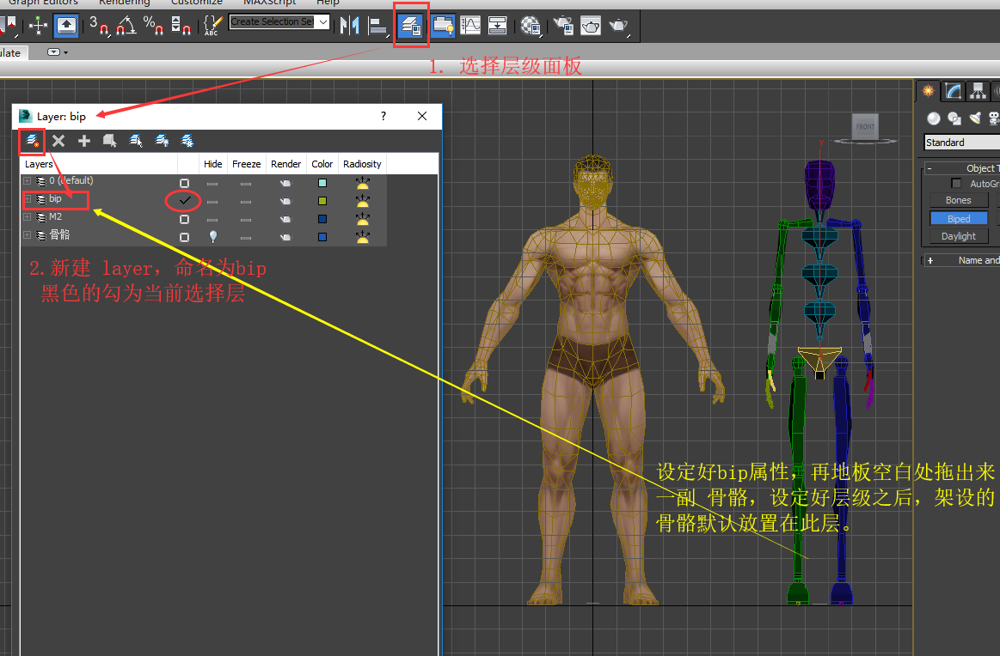 Graph Editors Rendering Customize MAXScript Help
3 % ABC Create Selection Se
ulate
1. 选择层级面板
Layer: bip ?
FRONT
Y
Standard
Layers Hide Freeze Render Color Radiosity
0 (default)
bip
M2
骨骼
- Object T
AutoGr
Bones
Biped
Daylight
+ Name and
2.新建 layer，命名为bip
黑色的勾为当前选择层
设定好bip属性，再地板空白处拖出来
一副 骨骼，设定好层级之后，架设的
骨骼默认放置在此层。